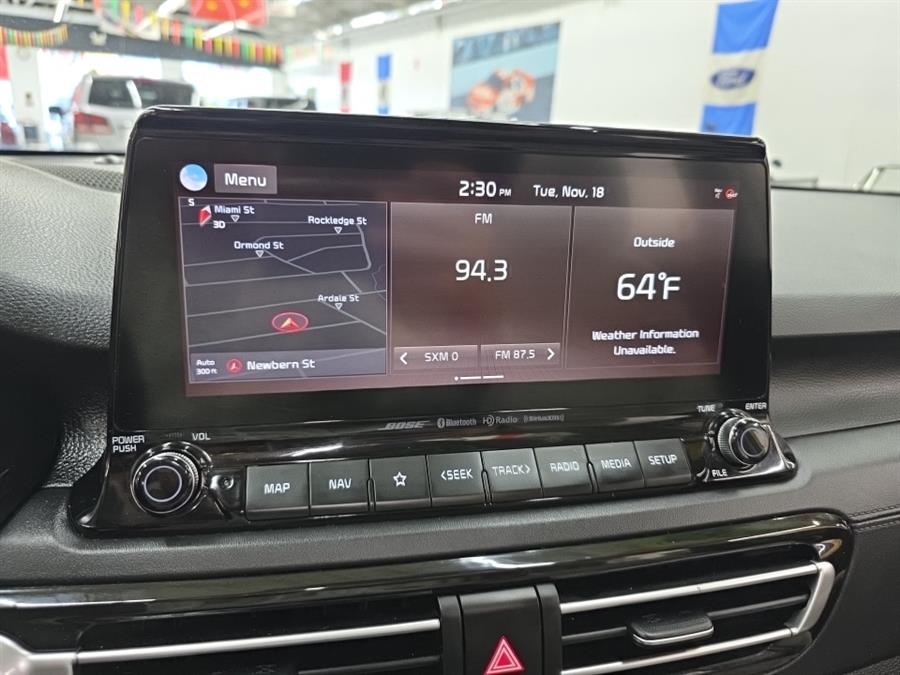 Ford
Menu
2:30 PM Tue, Nov. 18
S
Miami St
3D
Rockledge St
Ormond St
Ardale St
Auto
300 ft
Newbern St
FM
94.3
< SXM 0
FM 87.5 >
Outside
64°F
Weather Information
Unavailable.
BOSE Bluetooth HD Radio SiriusXM
POWER
PUSH
VOL
TUNE
ENTER
FILE
MAP
NAV
<SEEK
TRACK>
RADIO
MEDIA
SETUP